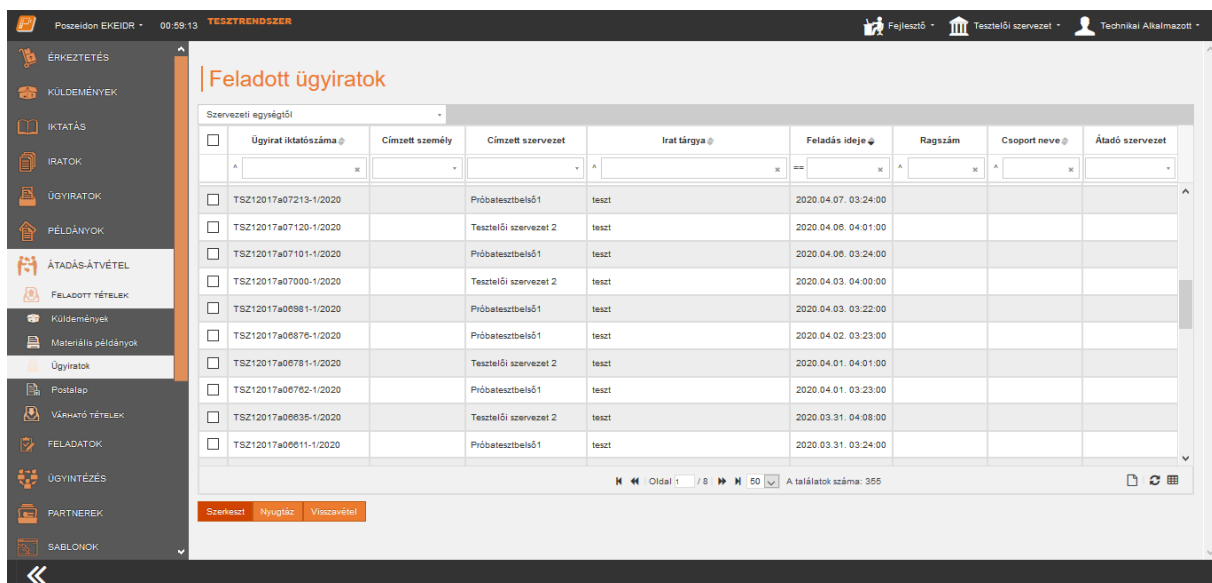 Poszeidon EKEIDR 00:59:13 TESZTRENDSZER Fejlesztő Tesztelői szervezet Technikai Alkalmazott
ÉRKEZTETÉS
KÜLDEMÉNYEK
IKTATÁS
IRATOK
ÜGYIRATOK
PÉLDÁNYOK
ÁTADÁS-ÁTVÉTEL
FELADOTT TÉTELEK
Küldemények
Materiális példányok
Ügyiratok
Postalap
VÁRHATÓ TÉTELEK
FELADATOK
ÜGYINTÉZÉS
PARTNEREK
SABLONOK
Feladott ügyiratok
Szervezeti egységtől
Ügyirat iktatószáma Címzett személy Címzett szervezet Irat tárgya Feladás ideje Ragszám Csoport neve Átadó szervezet
^ x ^ x == x ^ x ^ x
TSZ12017a07213-1/2020 Próbatesztbelső1 teszt 2020.04.07. 03:24:00
TSZ12017a07120-1/2020 Tesztelői szervezet 2 teszt 2020.04.06. 04:01:00
TSZ12017a07101-1/2020 Próbatesztbelső1 teszt 2020.04.06. 03:24:00
TSZ12017a07000-1/2020 Tesztelői szervezet 2 teszt 2020.04.03. 04:00:00
TSZ12017a06981-1/2020 Próbatesztbelső1 teszt 2020.04.03. 03:22:00
TSZ12017a06876-1/2020 Próbatesztbelső1 teszt 2020.04.02. 03:23:00
TSZ12017a06781-1/2020 Tesztelői szervezet 2 teszt 2020.04.01. 04:01:00
TSZ12017a06762-1/2020 Próbatesztbelső1 teszt 2020.04.01. 03:23:00
TSZ12017a06635-1/2020 Tesztelői szervezet 2 teszt 2020.03.31. 04:08:00
TSZ12017a06611-1/2020 Próbatesztbelső1 teszt 2020.03.31. 03:24:00
Oldal 1 / 8 50 A találatok száma: 355
Szerkeszt Nyugtáz Visszavétel